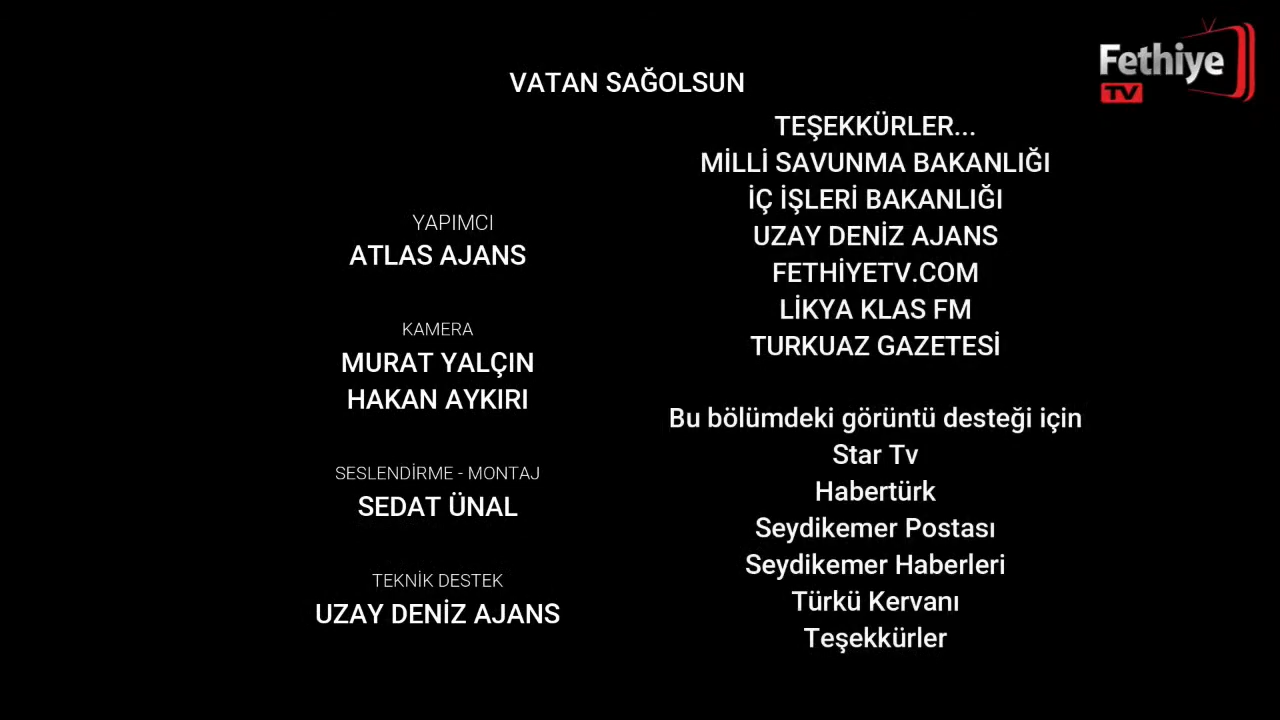 Fethiye
TV
VATAN SAĞOLSUN
YAPIMCI
ATLAS AJANS
KAMERA
MURAT YALÇIN
HAKAN AYKIRI
SESLENDİRME - MONTAJ
SEDAT ÜNAL
TEKNİK DESTEK
UZAY DENİZ AJANS
TEŞEKKÜRLER...
MİLLİ SAVUNMA BAKANLIĞI
İÇ İŞLERİ BAKANLIĞI
UZAY DENİZ AJANS
FETHİYETV.COM
LİKYA KLAS FM
TURKUAZ GAZETESİ
Bu bölümdeki görüntü desteği için
Star Tv
Habertürk
Seydikemer Postası
Seydikemer Haberleri
Türkü Kervanı
Teşekkürler